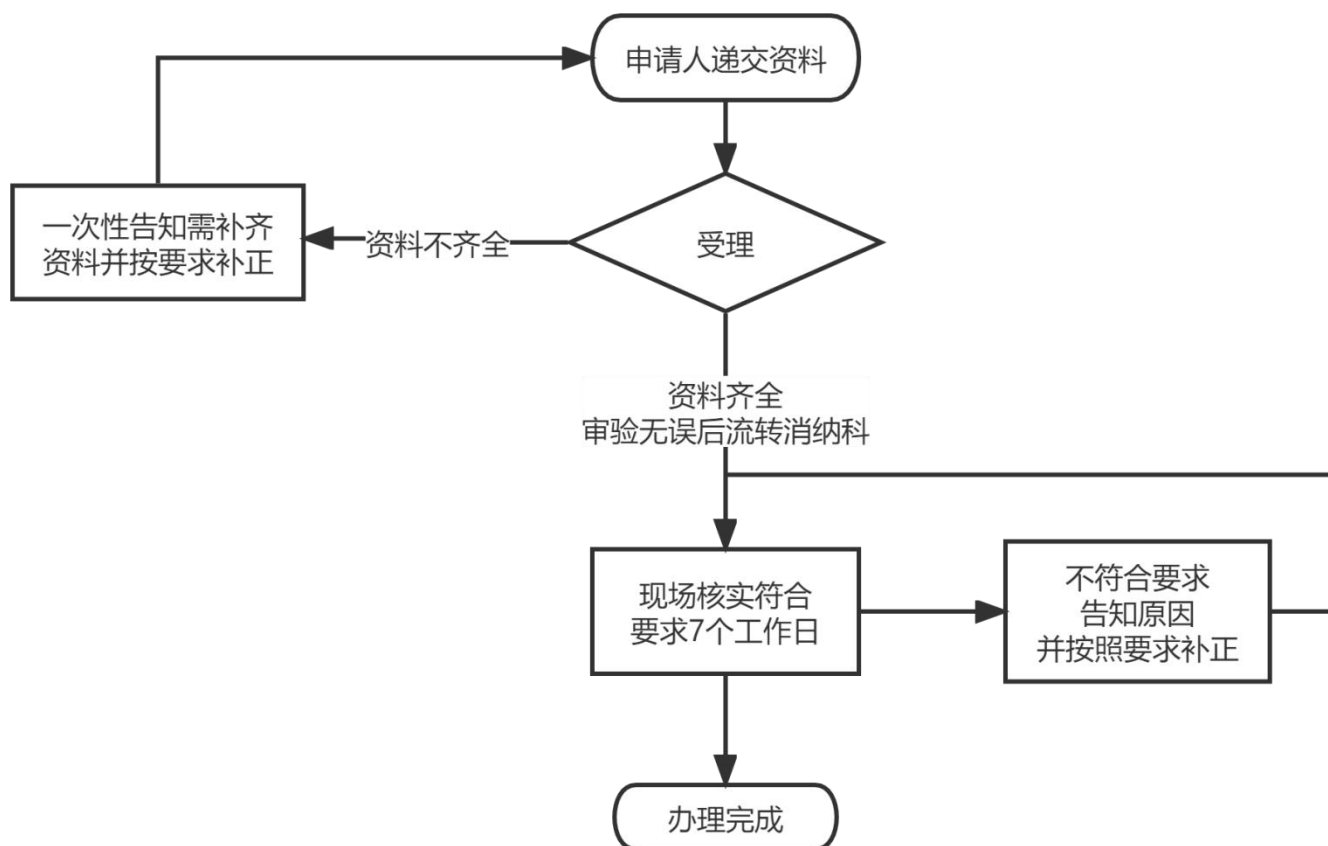 申请人递交资料
一次性告知需补齐
资料并按要求补正
资料不齐全
受理
资料齐全
审验无误后流转消纳科
现场核实符合
要求7个工作日
不符合要求
告知原因
并按照要求补正
办理完成